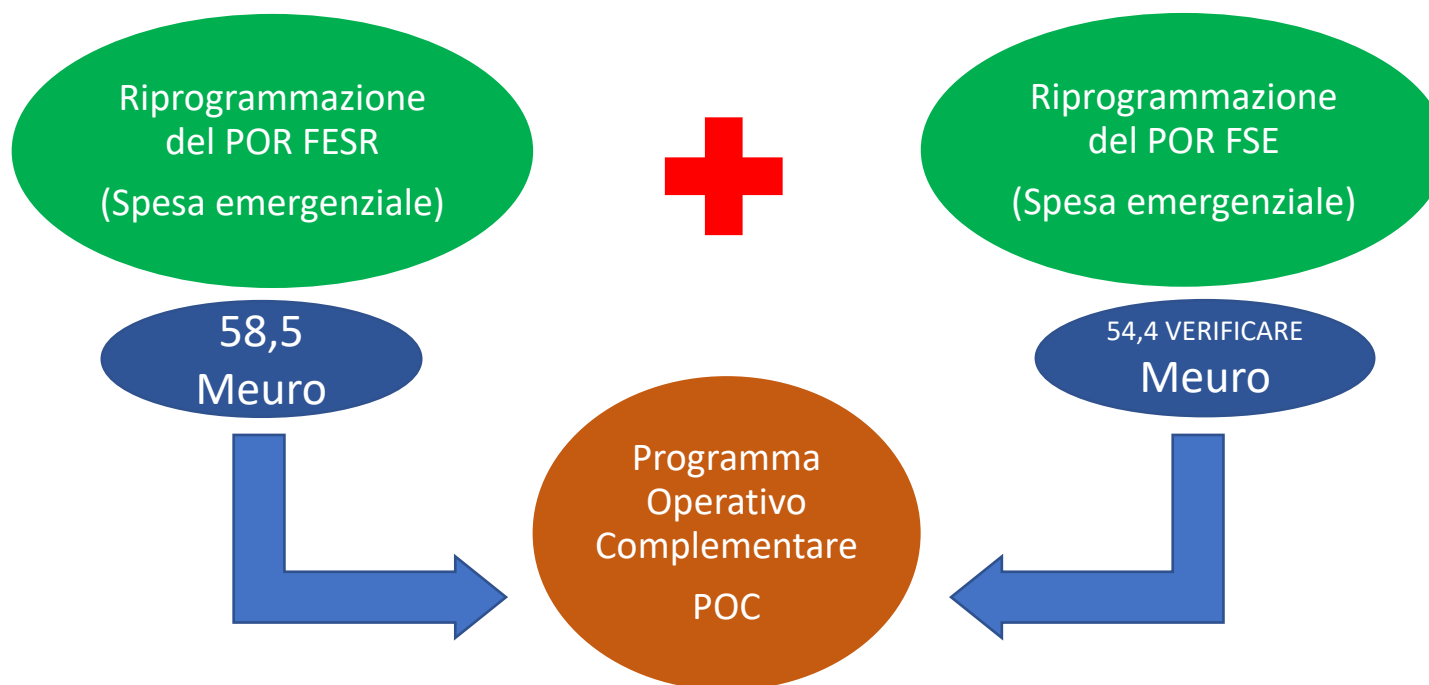 Riprogrammazione
del POR FESR
(Spesa emergenziale)
Riprogrammazione
del POR FSE
(Spesa emergenziale)
58,5
Meuro
54,4 VERIFICARE
Meuro
Programma
Operativo
Complementare
POC